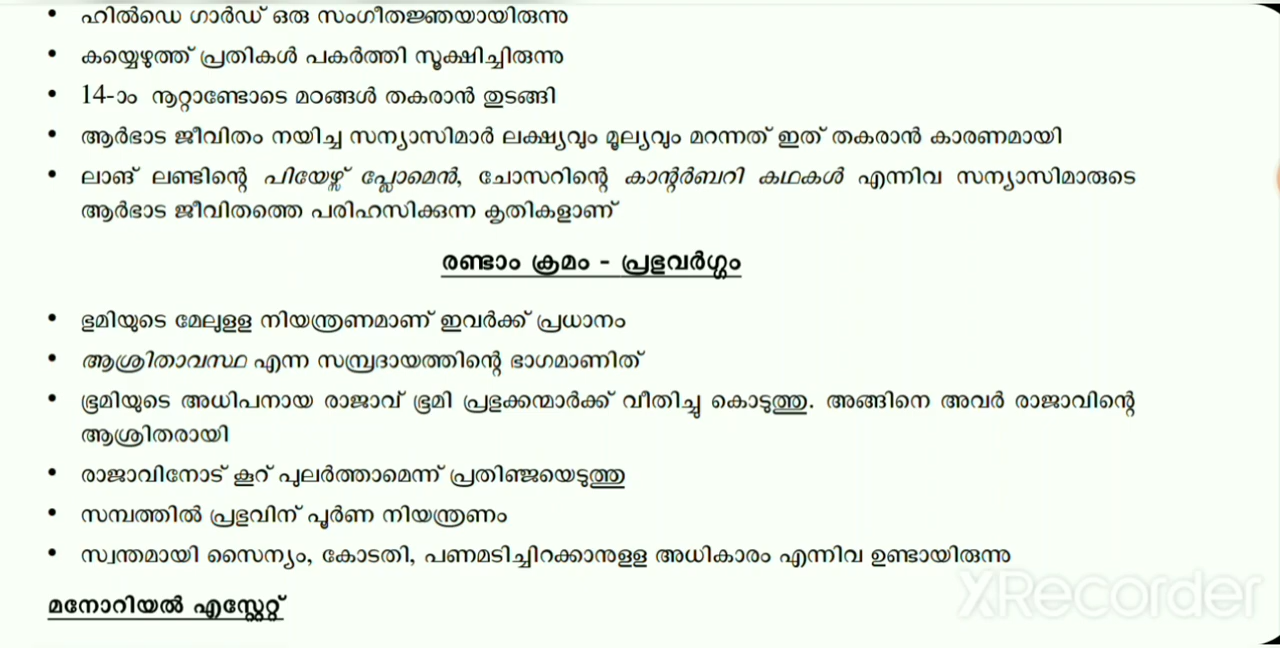 • ഹിൽഡെ ഗാർഡ് ഒരു സംഗീതജ്ഞയായിരുന്നു
• കയ്യെഴുത്ത് പ്രതികൾ പകർത്തി സൂക്ഷിച്ചിരുന്നു
• 14-ാം നൂറ്റാണ്ടോടെ മഠങ്ങൾ തകരാൻ തുടങ്ങി
• ആർഭാട ജീവിതം നയിച്ച സന്യാസിമാർ ലക്ഷ്യവും മൂല്യവും മറന്നത് ഇത് തകരാൻ കാരണമായി
• ലാങ് ലണ്ടിന്റെ പിയേഴ്സ് പ്ലോമെൻ, ചോസറിന്റെ കാന്റർബറി കഥകൾ എന്നിവ സന്യാസിമാരുടെ
ആർഭാട ജീവിതത്തെ പരിഹസിക്കുന്ന കൃതികളാണ്
രണ്ടാം ക്രമം - പ്രഭുവർഗ്ഗം
• ഭുമിയുടെ മേലുളള നിയന്ത്രണമാണ് ഇവർക്ക് പ്രധാനം
• ആശ്രിതാവസ്ഥ എന്ന സമ്പ്രദായത്തിന്റെ ഭാഗമാണിത്
• ഭൂമിയുടെ അധിപനായ രാജാവ് ഭൂമി പ്രഭുക്കന്മാർക്ക് വീതിച്ചു കൊടുത്തു. അങ്ങിനെ അവർ രാജാവിന്റെ
ആശ്രിതരായി
• രാജാവിനോട് കൂറ് പുലർത്താമെന്ന് പ്രതിഞ്ജയെടുത്തു
• സമ്പത്തിൽ പ്രഭുവിന് പൂർണ നിയന്ത്രണം
• സ്വന്തമായി സൈന്യം, കോടതി, പണമടിച്ചിറക്കാനുളള അധികാരം എന്നിവ ഉണ്ടായിരുന്നു
XRecorder
മനോറിയൽ എസ്റ്റേറ്റ്